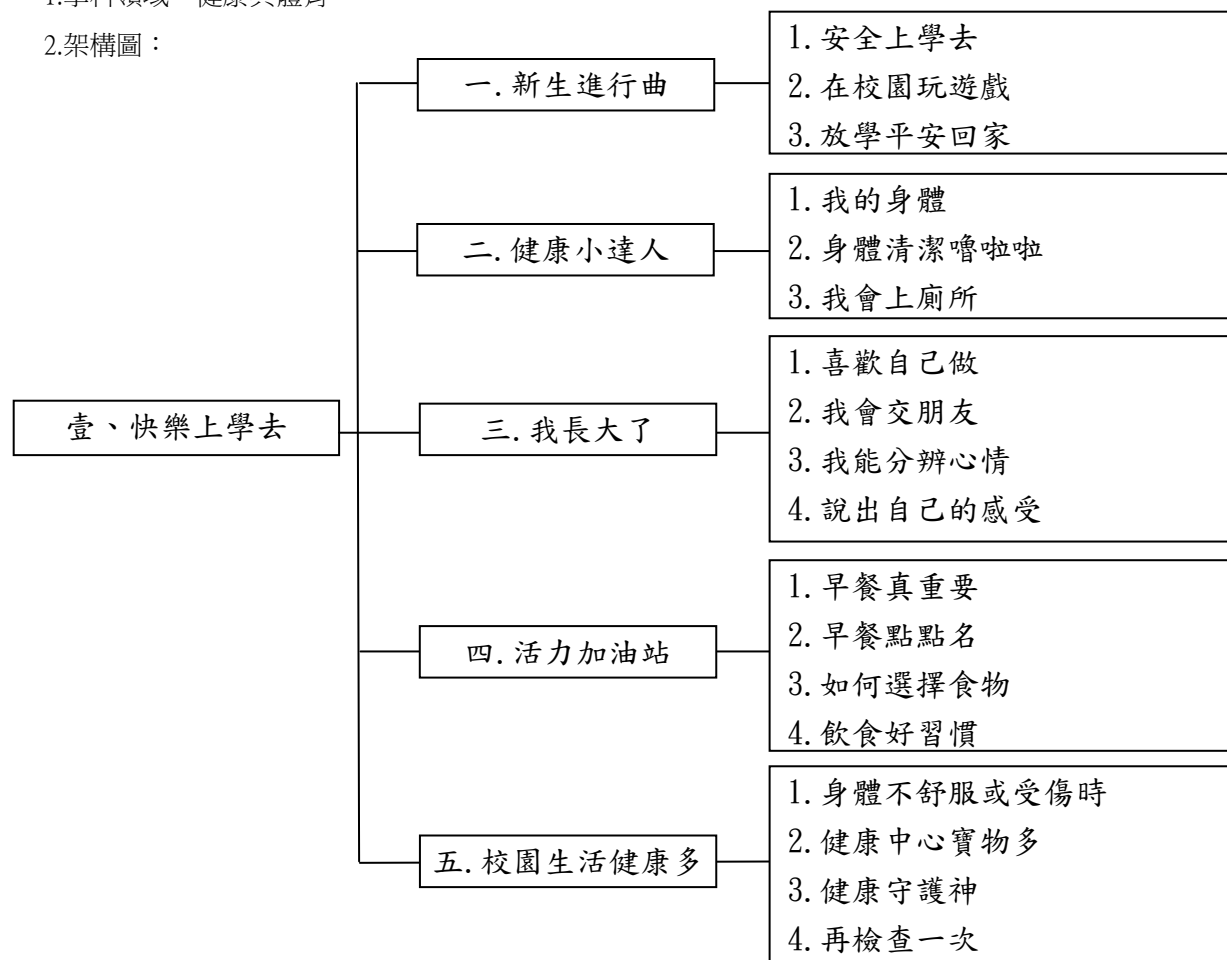 2.架構圖：
壹、快樂上學去
一.新生進行曲
1.安全上學去
2.在校園玩遊戲
3.放學平安回家
二.健康小達人
1.我的身體
2.身體清潔嚕啦啦
3.我會上廁所
三.我長大了
1.喜歡自己做
2.我會交朋友
3.我能分辨心情
4.說出自己的感受
四.活力加油站
1.早餐真重要
2.早餐點點名
3.如何選擇食物
4.飲食好習慣
五.校園生活健康多
1.身體不舒服或受傷時
2.健康中心寶物多
3.健康守護神
4.再檢查一次